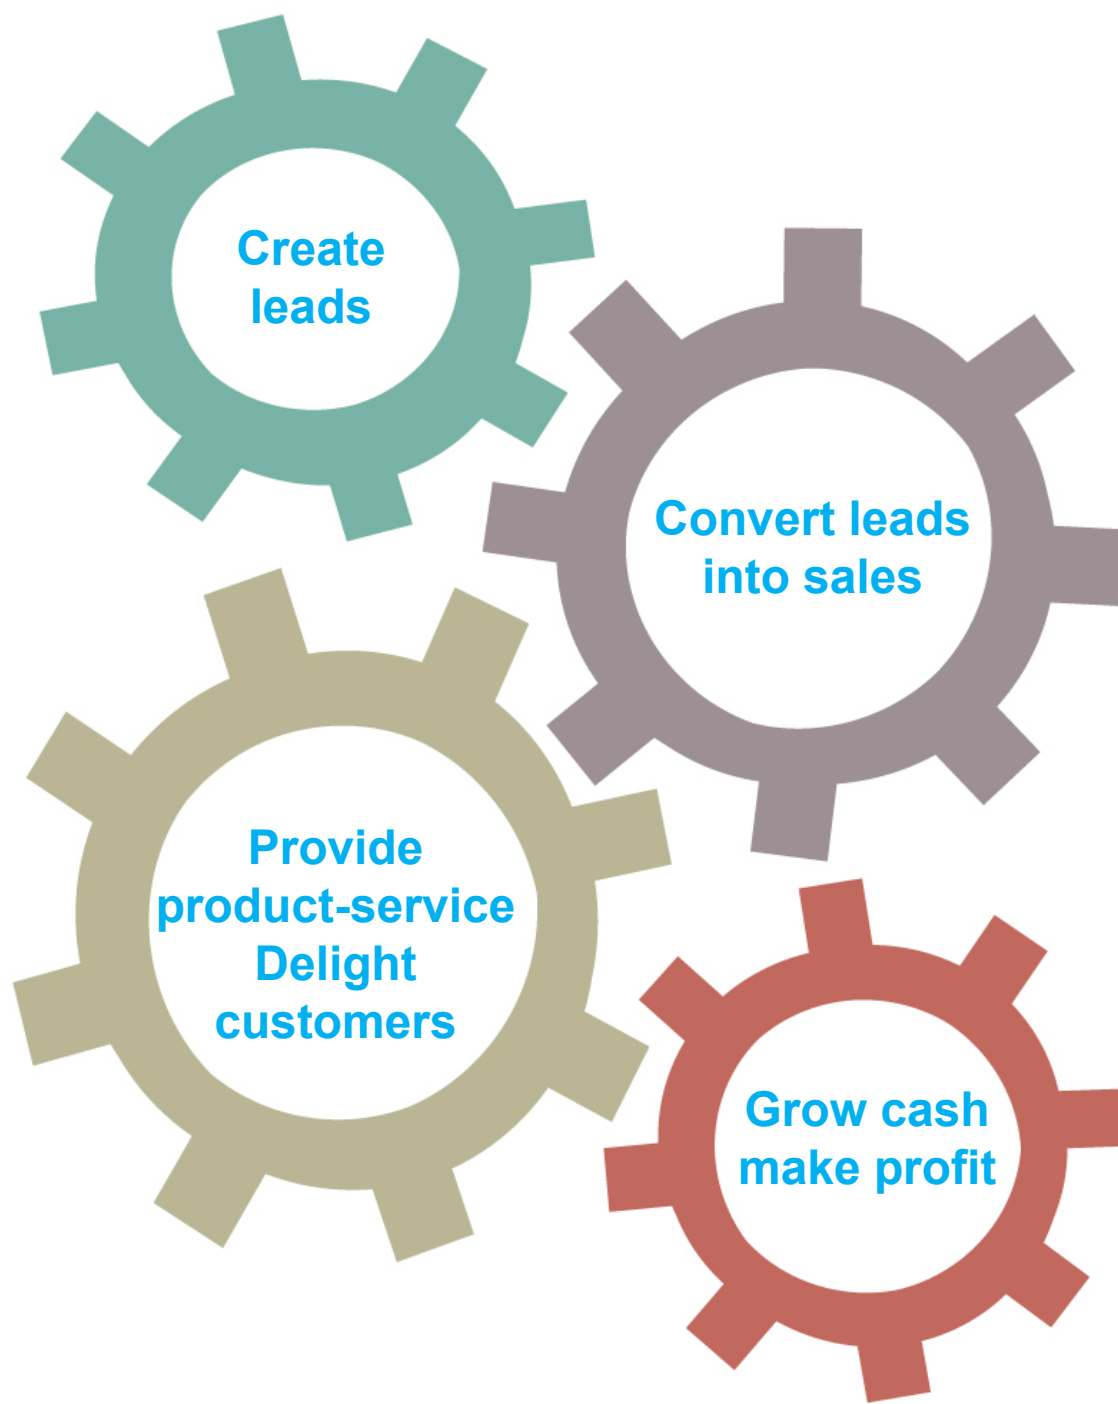 Create
leads
Convert leads
into sales
Provide
product-service
Delight
customers
Grow cash
make profit